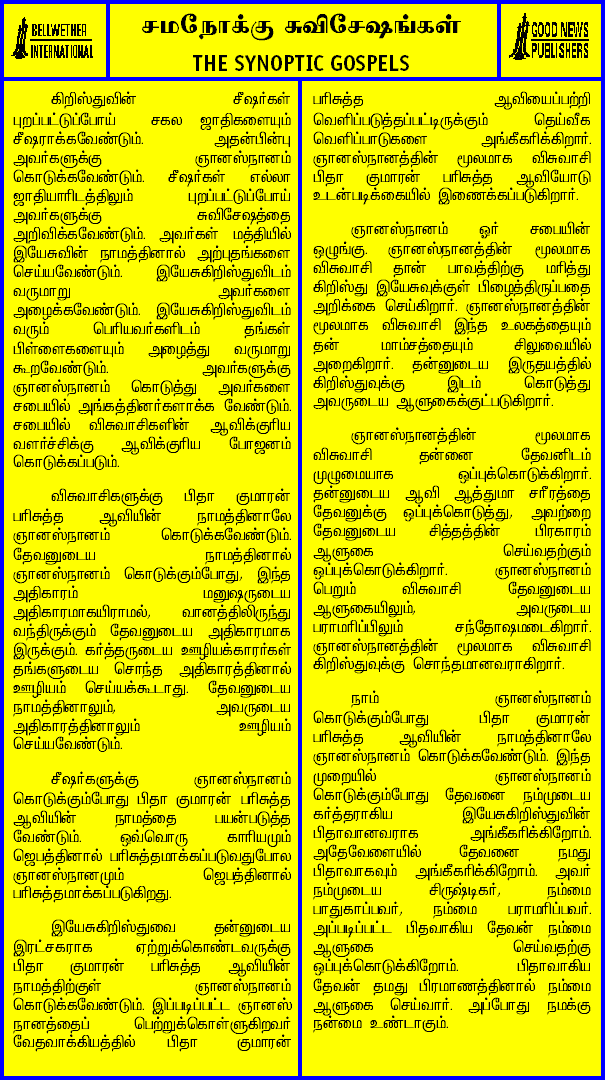 BELLWETHER
INTERNATIONAL
சமநோக்கு சுவிசேஷங்கள்
THE SYNOPTIC GOSPELS
GOOD NEWS
PUBLISHERS
கிறிஸ்துவின் சீஷர்கள்
புறப்பட்டுப்போய் சகல ஜாதிகளையும்
சீஷராக்கவேண்டும். அதன்பின்பு
அவர்களுக்கு ஞானஸ்நானம்
கொடுக்கவேண்டும். சீஷர்கள் எல்லா
ஜாதியாரிடத்திலும் புறப்பட்டுப்போய்
அவர்களுக்கு சுவிசேஷத்தை
அறிவிக்கவேண்டும். அவர்கள் மத்தியில்
இயேசுவின் நாமத்தினால் அற்புதங்களை
செய்யவேண்டும். இயேசுகிறிஸ்துவிடம்
வருமாறு அவர்களை
அழைக்கவேண்டும். இயேசுகிறிஸ்துவிடம்
வரும் பெரியவர்களிடம் தங்கள்
பிள்ளைகளையும் அழைத்து வருமாறு
கூறவேண்டும். அவர்களுக்கு
ஞானஸ்நானம் கொடுத்து அவர்களை
சபையில் அங்கத்தினர்களாக்க வேண்டும்.
சபையில் விசுவாசிகளின் ஆவிக்குரிய
வளர்ச்சிக்கு ஆவிக்குரிய போஜனம்
கொடுக்கப்படும்.
விசுவாசிகளுக்கு பிதா குமாரன்
பரிசுத்த ஆவியின் நாமத்தினாலே
ஞானஸ்நானம் கொடுக்கவேண்டும்.
தேவனுடைய நாமத்தினால்
ஞானஸ்நானம் கொடுக்கும்போது, இந்த
அதிகாரம் மனுஷருடைய
அதிகாரமாகயிராமல், வானத்திலிருந்து
வந்திருக்கும் தேவனுடைய அதிகாரமாக
இருக்கும். கர்த்தருடைய ஊழியக்காரர்கள்
தங்களுடைய சொந்த அதிகாரத்தினால்
ஊழியம் செய்யக்கூடாது. தேவனுடைய
நாமத்தினாலும், அவருடைய
அதிகாரத்தினாலும் ஊழியம்
செய்யவேண்டும்.
சீஷர்களுக்கு ஞானஸ்நானம்
கொடுக்கும்போது பிதா குமாரன் பரிசுத்த
ஆவியின் நாமத்தை பயன்படுத்த
வேண்டும். ஒவ்வொரு காரியமும்
ஜெபத்தினால் பரிசுத்தமாக்கப்படுவதுபோல
ஞானஸ்நானமும் ஜெபத்தினால்
பரிசுத்தமாக்கப்படுகிறது.
இயேசுகிறிஸ்துவை தன்னுடைய
இரட்சகராக ஏற்றுக்கொண்டவருக்கு
பிதா குமாரன் பரிசுத்த ஆவியின்
நாமத்திற்குள் ஞானஸ்நானம்
கொடுக்கவேண்டும். இப்படிப்பட்ட ஞானஸ்
நானத்தைப் பெற்றுக்கொள்ளுகிறவர்
வேதவாக்கியத்தில் பிதா குமாரன்
பரிசுத்த ஆவியைப்பற்றி
வெளிப்படுத்தப்பட்டிருக்கும் தெய்வீக
வெளிப்பாடுகளை அங்கீகரிக்கிறார்.
ஞானஸ்நானத்தின் மூலமாக விசுவாசி
பிதா குமாரன் பரிசுத்த ஆவியோடு
உடன்படிக்கையில் இணைக்கப்படுகிறார்.
ஞானஸ்நானம் ஓர் சபையின்
ஒழுங்கு. ஞானஸ்நானத்தின் மூலமாக
விசுவாசி தான் பாவத்திற்கு மரித்து
கிறிஸ்து இயேசுவுக்குள் பிழைத்திருப்பதை
அறிக்கை செய்கிறார். ஞானஸ்நானத்தின்
மூலமாக விசுவாசி இந்த உலகத்தையும்
தன் மாம்சத்தையும் சிலுவையில்
அறைகிறார். தன்னுடைய இருதயத்தில்
கிறிஸ்துவுக்கு இடம் கொடுத்து
அவருடைய ஆளுகைக்குட்படுகிறார்.
ஞானஸ்நானத்தின் மூலமாக
விசுவாசி தன்னை தேவனிடம்
முழுமையாக ஒப்புக்கொடுக்கிறார்.
தன்னுடைய ஆவி ஆத்துமா சரீரத்தை
தேவனுக்கு ஒப்புக்கொடுத்து, அவற்றை
தேவனுடைய சித்தத்தின் பிரகாரம்
ஆளுகை செய்வதற்கும்
ஒப்புக்கொடுக்கிறார். ஞானஸ்நானம்
பெறும் விசுவாசி தேவனுடைய
ஆளுகையிலும், அவருடைய
பராமரிப்பிலும் சந்தோஷமடைகிறார்.
ஞானஸ்நானத்தின் மூலமாக விசுவாசி
கிறிஸ்துவுக்கு சொந்தமானவராகிறார்.
நாம் ஞானஸ்நானம்
கொடுக்கும்போது பிதா குமாரன்
பரிசுத்த ஆவியின் நாமத்தினாலே
ஞானஸ்நானம் கொடுக்கவேண்டும். இந்த
முறையில் ஞானஸ்நானம்
கொடுக்கும்போது தேவனை நம்முடைய
கர்த்தராகிய இயேசுகிறிஸ்துவின்
பிதாவானவராக அங்கீகரிக்கிறோம்.
அதேவேளையில் தேவனை நமது
பிதாவாகவும் அங்கீகரிக்கிறோம். அவர்
நம்முடைய சிருஷ்டிகர், நம்மை
பாதுகாப்பவர், நம்மை பராமரிப்பவர்.
அப்படிப்பட்ட பிதவாகிய தேவன் நம்மை
ஆளுகை செய்வதற்கு
ஒப்புக்கொடுக்கிறோம். பிதாவாகிய
தேவன் தமது பிரமாணத்தினால் நம்மை
ஆளுகை செய்வார். அப்போது நமக்கு
நன்மை உண்டாகும்.